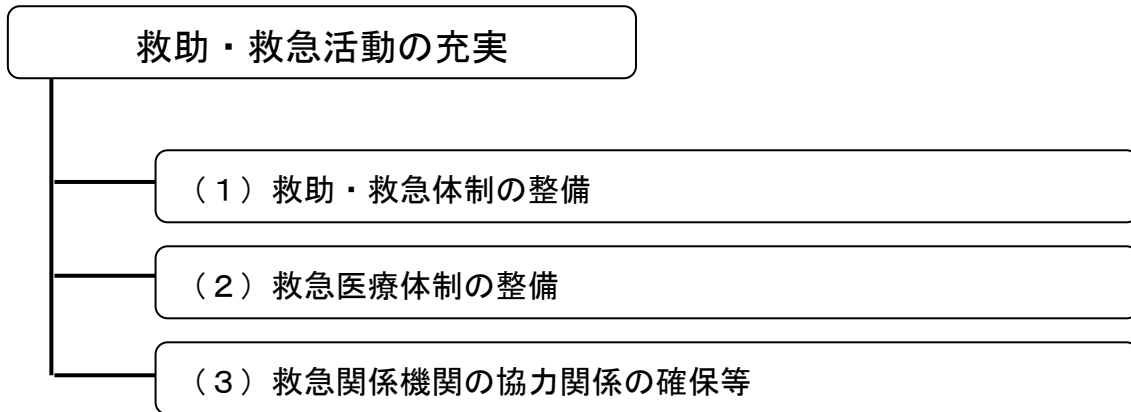 救助・救急活動の充実
（１）救助・救急体制の整備
（２）救急医療体制の整備
（３）救急関係機関の協力関係の確保等